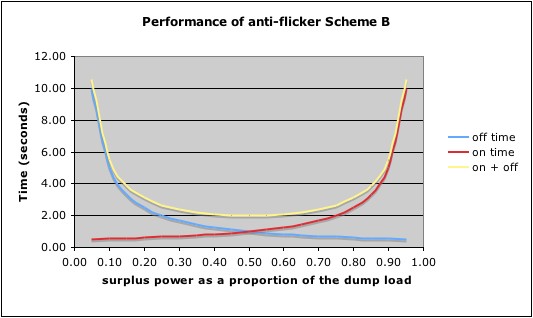 Performance of anti-flicker Scheme B
12.00
10.00
8.00
6.00
4.00
2.00
0.00
Time (seconds)
0.00 0.10 0.20 0.30 0.40 0.50 0.60 0.70 0.80 0.90 1.00
surplus power as a proportion of the dump load
off time
on time
on + off